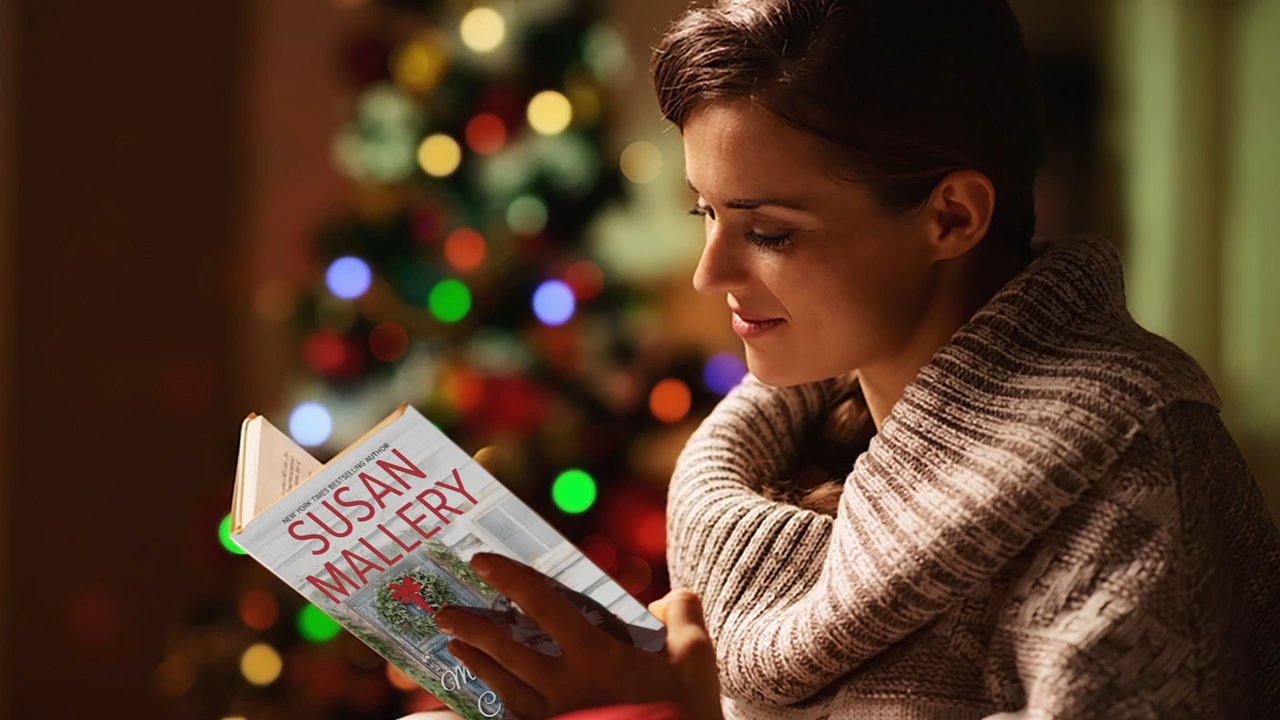 NEW YORK TIMES BESTSELLING AUTHOR
SUSAN
MALLERY
M
C